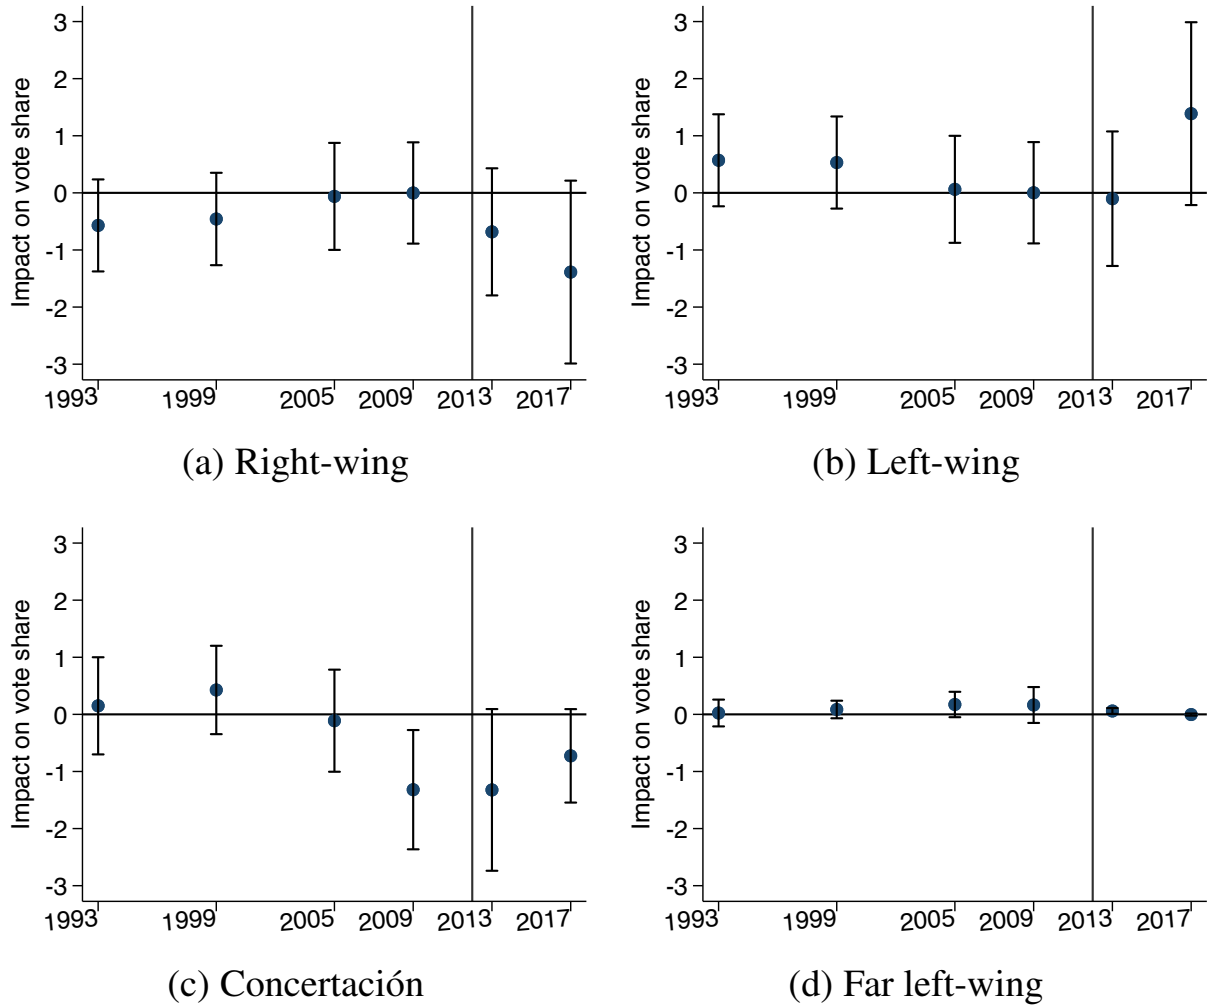 3
2
1
0
-1
-2
-3
Impact on vote share
1993 1999 2005 2009 2013 2017
(a) Right-wing
3
2
1
0
-1
-2
-3
Impact on vote share
1993 1999 2005 2009 2013 2017
(b) Left-wing
3
2
1
0
-1
-2
-3
Impact on vote share
1993 1999 2005 2009 2013 2017
(c) Concertación
3
2
1
0
-1
-2
-3
Impact on vote share
1993 1999 2005 2009 2013 2017
(d) Far left-wing